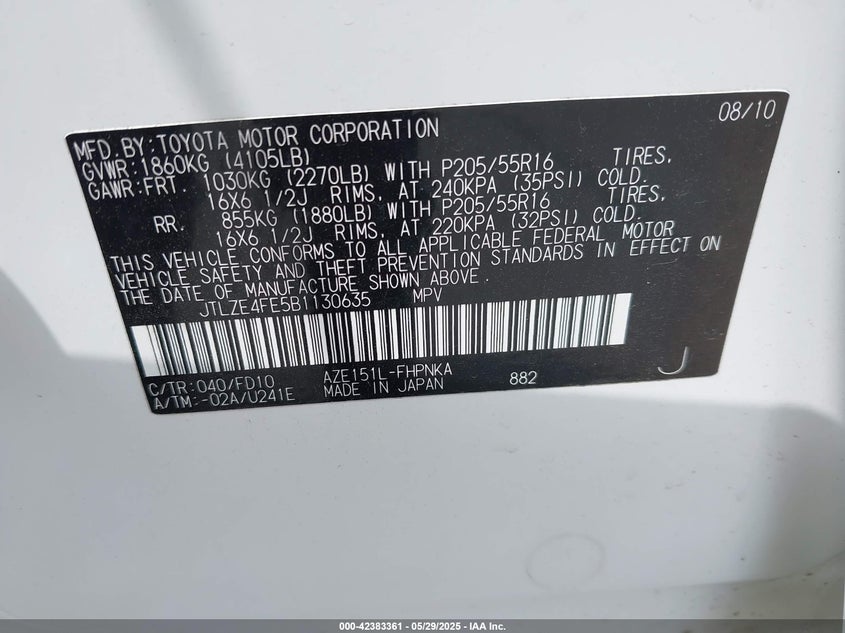 08/10
MFD.BY:TOYOTA MOTOR CORPORATION
GVWR:1860KG (4105LB)
GAWR:FRT. 1030KG (2270LB) WITH P205/55R16 TIRES,
16X6 1/2J RIMS, AT 240KPA (35PSI) COLD.
RR. 855KG (1880LB) WITH P205/55R16 TIRES,
16X6 1/2J RIMS, AT 220KPA (32PSI) COLD.
THIS VEHICLE CONFORMS TO ALL APPLICABLE FEDERAL MOTOR
VEHICLE SAFETY AND THEFT PREVENTION STANDARDS IN EFFECT ON
THE DATE OF MANUFACTURE SHOWN ABOVE.
JTLZE4FE5B1130635 MPV
C/TR:040/FD10 AZE151L-FHPNKA 882 J
A/TM:-02A/U241E MADE IN JAPAN
000-42383361 - 05/29/2025 - IAA Inc.